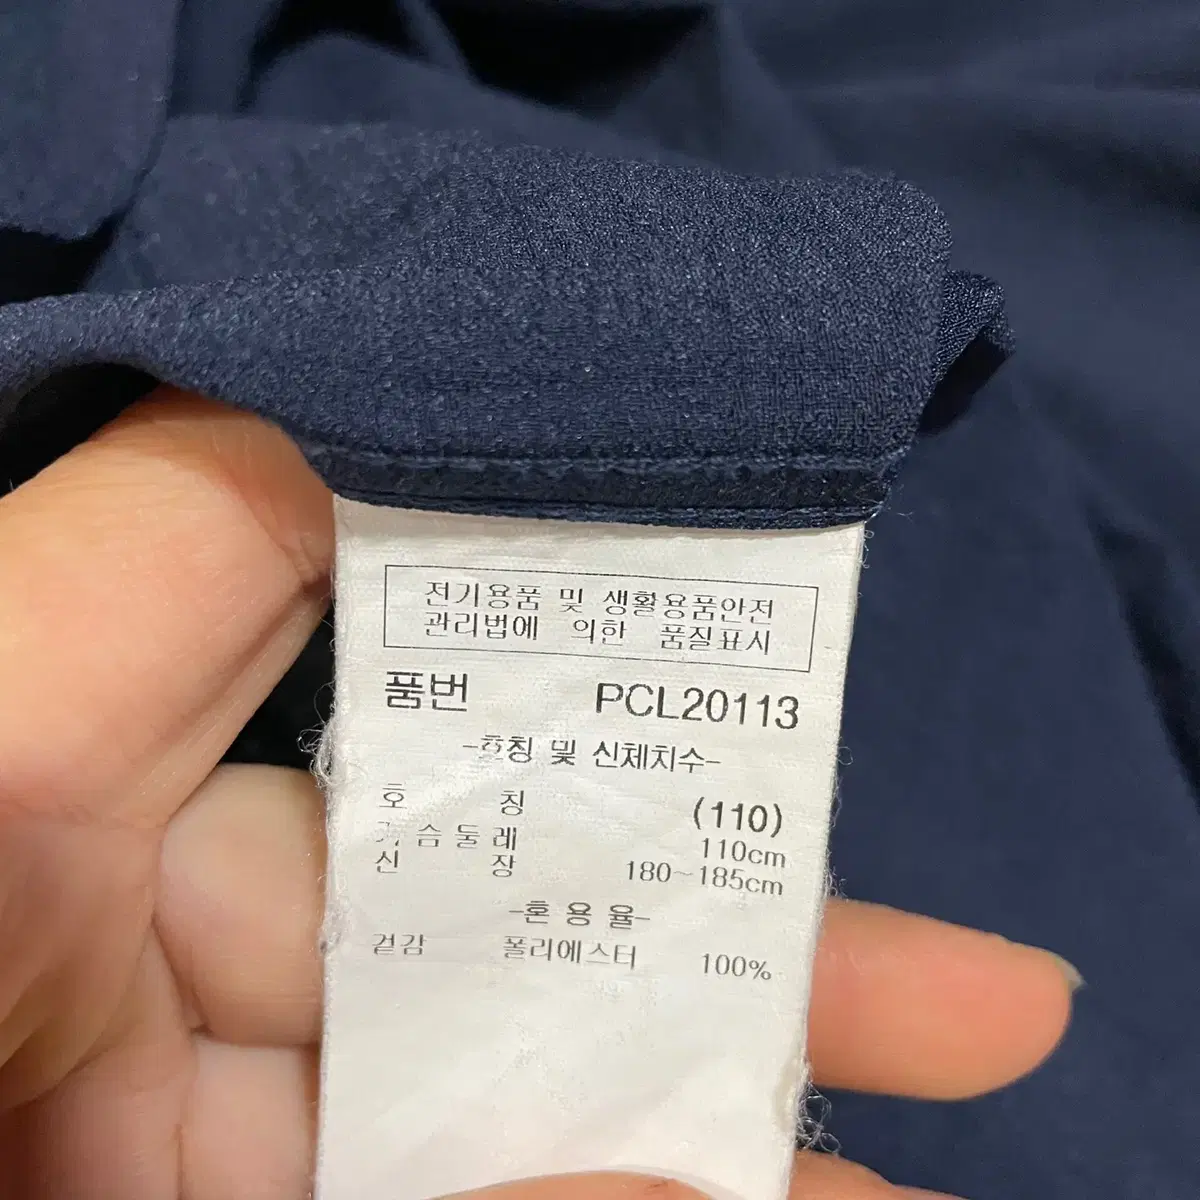 전기용품 및 생활용품안전
관리법에 의한 품질표시
품번 PCL20113
-호칭 및 신체치수-
호 칭 (110)
가슴둘레 110cm
신 장 180~185cm
-혼용율-
겉감 폴리에스터 100%